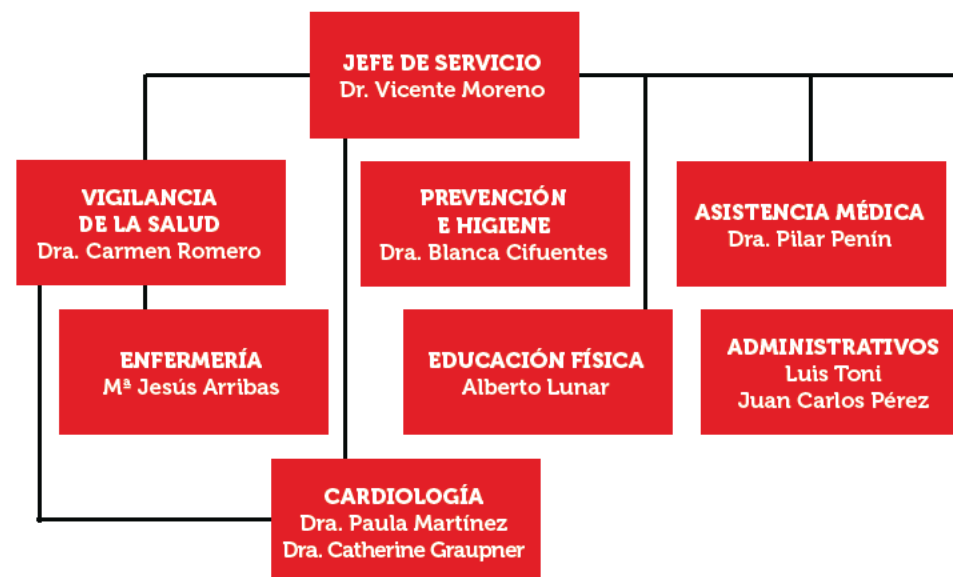 JEFE DE SERVICIO
Dr. Vicente Moreno
VIGILANCIA
DE LA SALUD
Dra. Carmen Romero
PREVENCIÓN
E HIGIENE
Dra. Blanca Cifuentes
ASISTENCIA MÉDICA
Dra. Pilar Penín
ENFERMERÍA
Mª Jesús Arribas
EDUCACIÓN FÍSICA
Alberto Lunar
ADMINISTRATIVOS
Luis Toni
Juan Carlos Pérez
CARDIOLOGÍA
Dra. Paula Martínez
Dra. Catherine Graupner